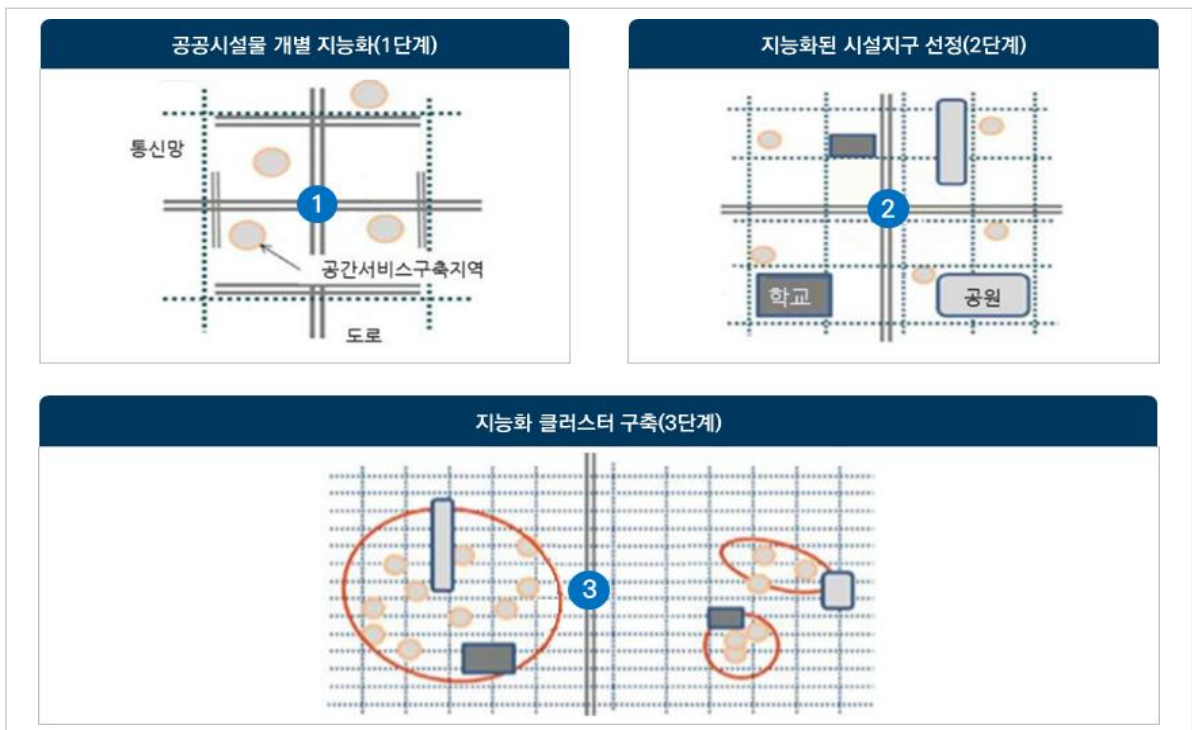 공공시설물 개별 지능화(1단계)
지능화된 시설지구 선정(2단계)
통신망
1
공간서비스구축지역
도로
2
학교
공원
지능화 클러스터 구축(3단계)
3